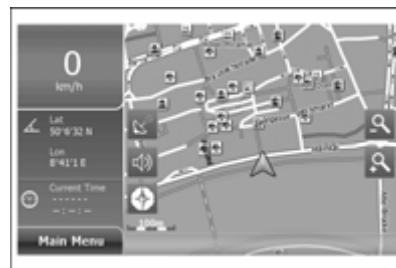 0
km/h
Lat
50°6'32 N
Lon
8°41'1 E
Current Time
- - - - - -
- - : - - : - -
Main Menu
100m